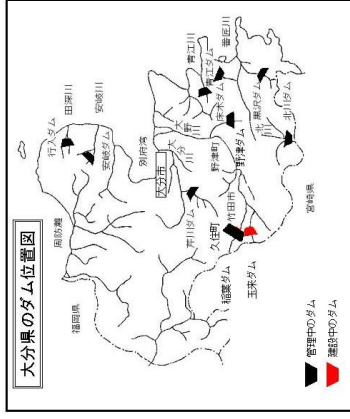 大分県のダム位置図
周防灘
福岡県
行入ダム
田深川
安岐川
安岐ダム
別府湾
大分市
大分川
大野川
芹川ダム
久住町
竹田市
稲葉ダム
玉来ダム
野津町
野津ダム
青江川
青江ダム
番匠川
床木ダム
黒沢ダム
北川
北川ダム
宮崎県
管理中のダム
建設中のダム